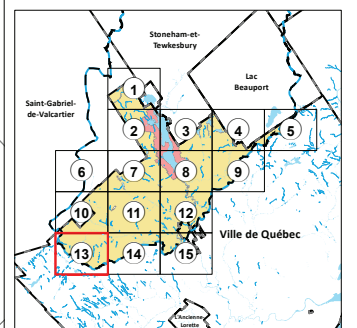 Stoneham-et-
Tewkesbury
Lac
Beauport
Saint-Gabriel-
de-Valcartier
1
2
3
4
5
6
7
8
9
10
11
12
Ville de Québec
13
14
15
L'Ancienne
Lorette